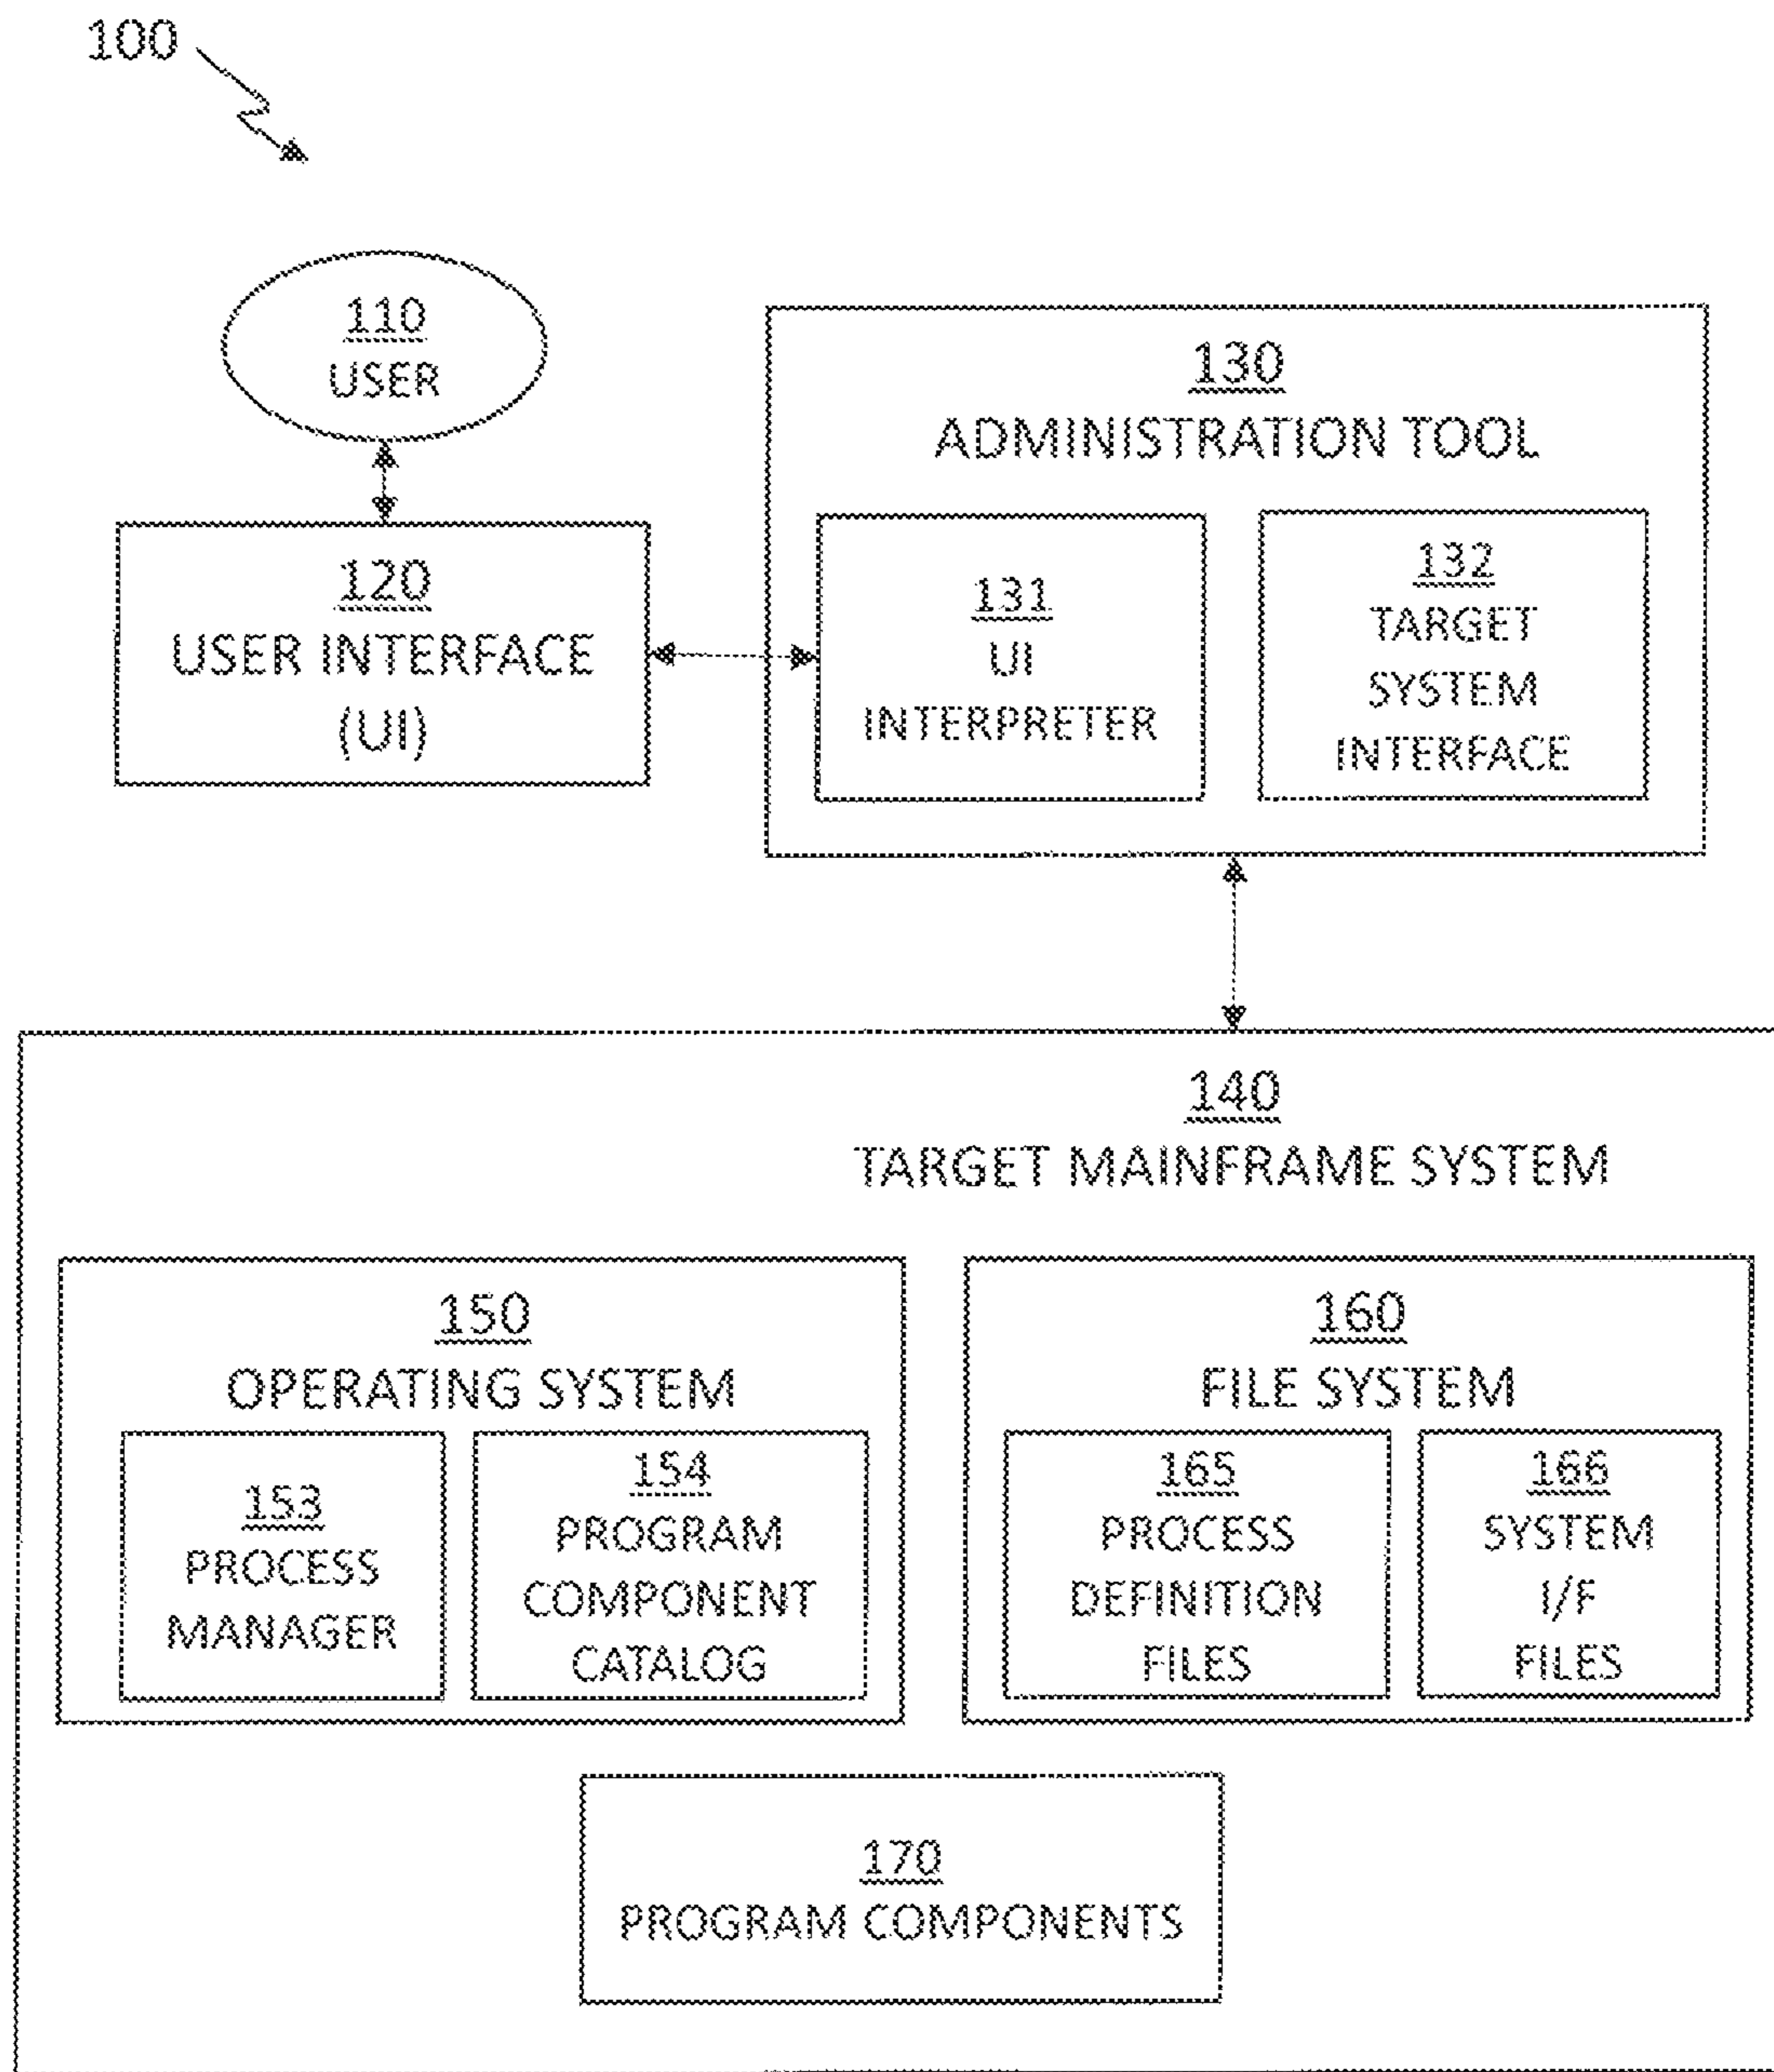 100
110
USER
120
USER INTERFACE
(UI)
130
ADMINISTRATION TOOL
131
UI
INTERPRETER
132
TARGET
SYSTEM
INTERFACE
140
TARGET MAINFRAME SYSTEM
150
OPERATING SYSTEM
153
PROCESS
MANAGER
154
PROGRAM
COMPONENT
CATALOG
160
FILE SYSTEM
165
PROCESS
DEFINITION
FILES
166
SYSTEM
I/F
FILES
170
PROGRAM COMPONENTS